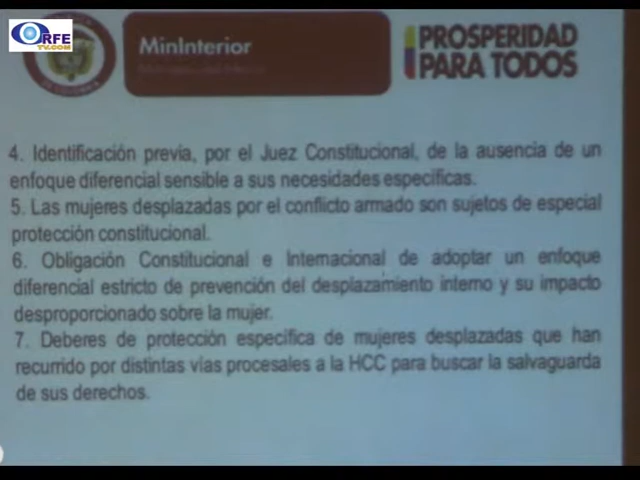 ORFE
TV.COM
MinInterior
PROSPERIDAD
PARA TODOS
4. Identificación previa, por el Juez Constitucional, de la ausencia de un
enfoque diferencial sensible a sus necesidades específicas.
5. Las mujeres desplazadas por el conflicto armado son sujetos de especial
protección constitucional.
6. Obligación Constitucional e Internacional de adoptar un enfoque
diferencial estricto de prevención del desplazamiento interno y su impacto
desproporcionado sobre la mujer.
7. Deberes de protección especifica de mujeres desplazadas que han
recurrido por distintas vías procesales a la HCC para buscar la salvaguarda
de sus derechos.